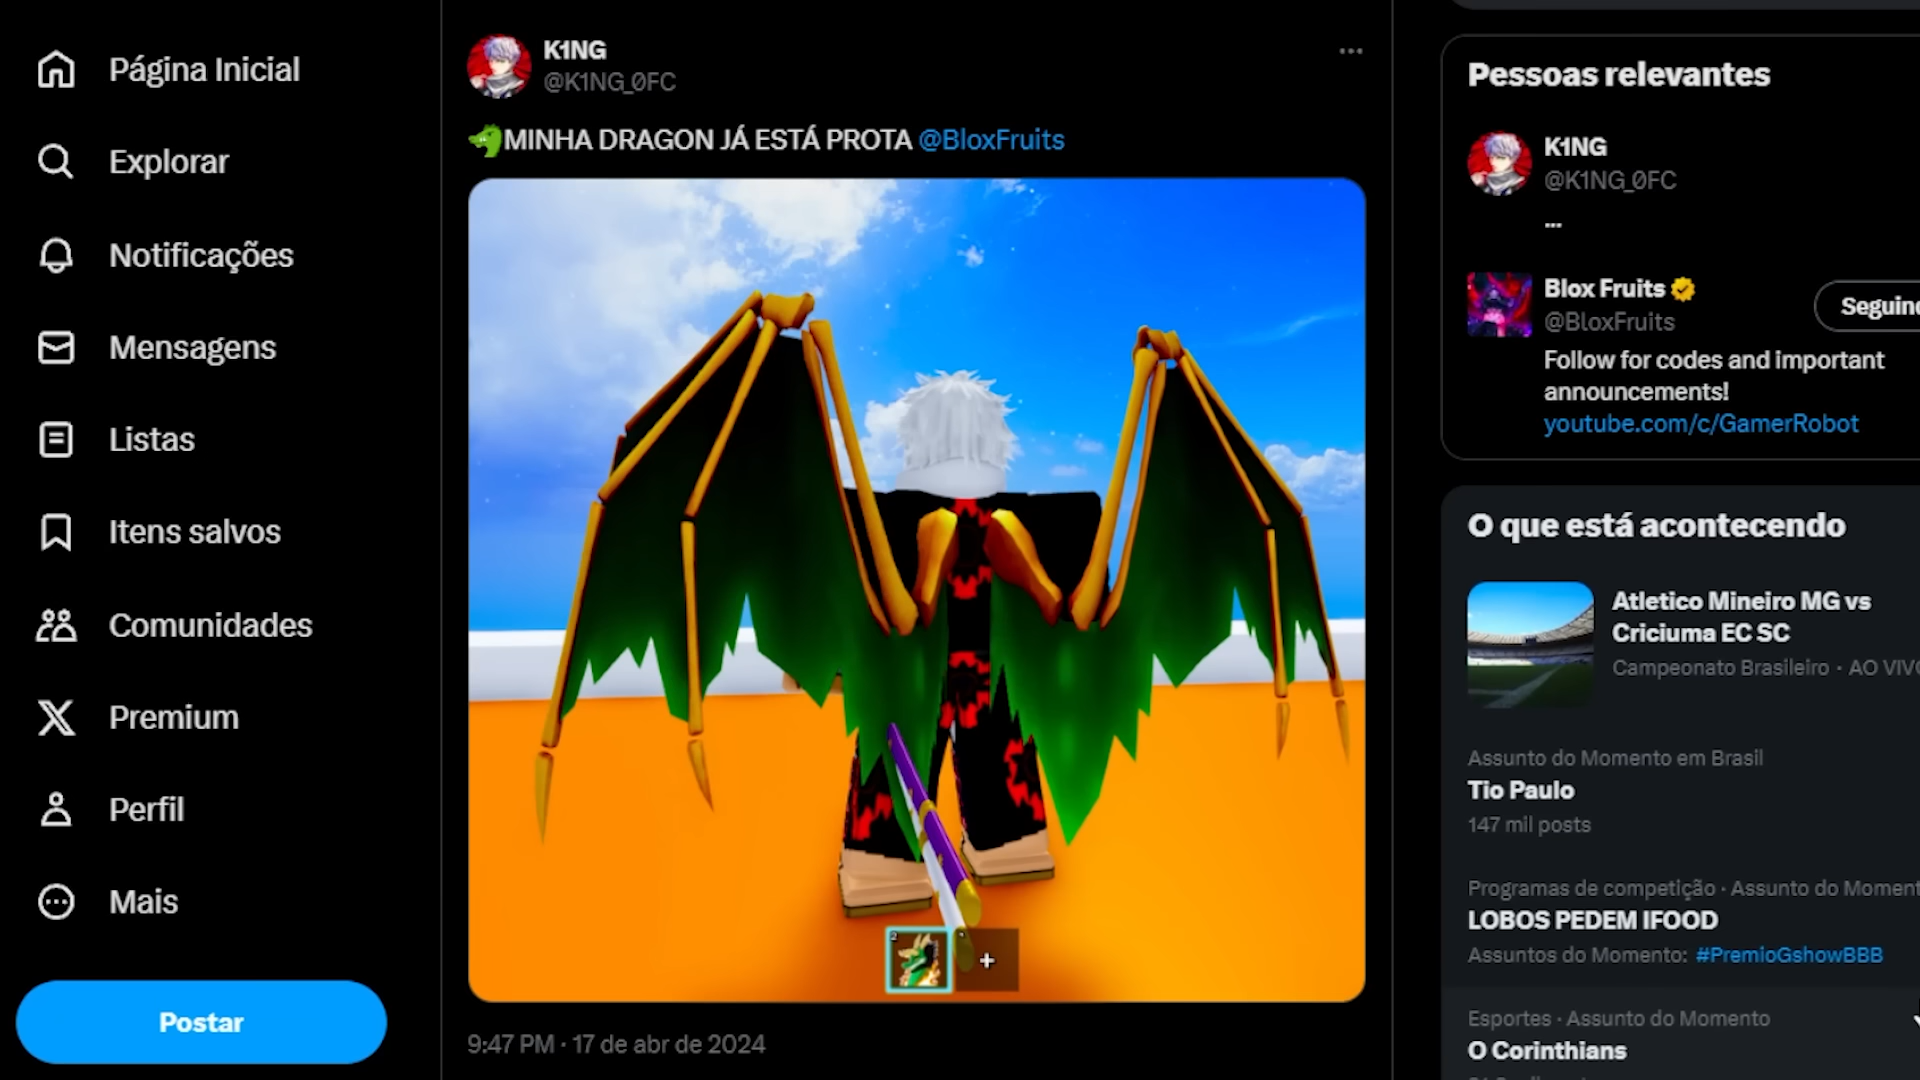 Página Inicial
Explorar
Notificações
Mensagens
Listas
Itens salvos
Comunidades
Premium
Perfil
Mais
Postar
K1NG
@K1NG_0FC
MINHA DRAGON JÁ ESTÁ PROTA @BloxFruits
2
+
9:47 PM · 17 de abr de 2024
Pessoas relevantes
K1NG
@K1NG_0FC
...
Blox Fruits
@BloxFruits
Seguind
Follow for codes and important
announcements!
youtube.com/c/GamerRobot
O que está acontecendo
Atletico Mineiro MG vs
Criciuma EC SC
Campeonato Brasileiro · AO VIVO
Assunto do Momento em Brasil
Tio Paulo
147 mil posts
Programas de competição · Assunto do Moment
LOBOS PEDEM IFOOD
Assuntos do Momento: #PremioGshowBBB
Esportes · Assunto do Momento
O Corinthians